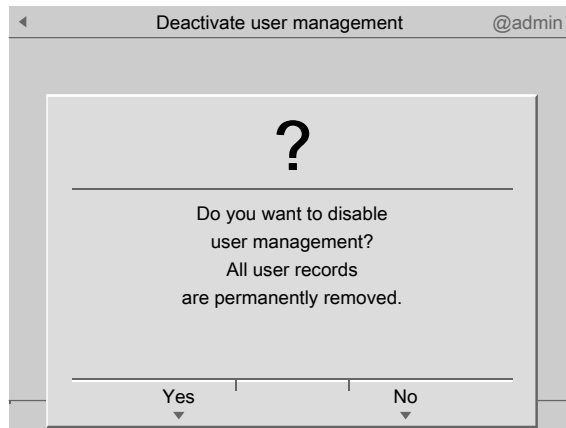 Deactivate user management @admin
?
Do you want to disable
user management?
All user records
are permanently removed.
Yes No